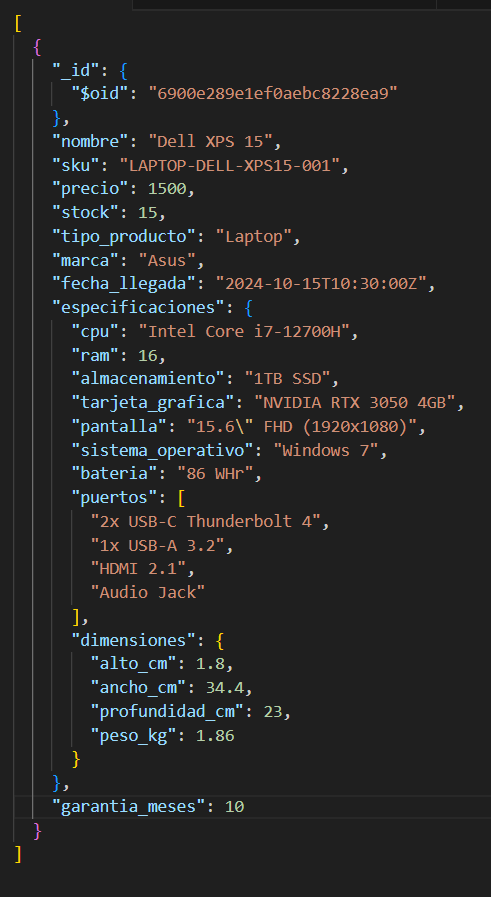 [
  {
    "_id": {
      "$oid": "6900e289e1ef0aebc8228ea9"
    },
    "nombre": "Dell XPS 15",
    "sku": "LAPTOP-DELL-XPS15-001",
    "precio": 1500,
    "stock": 15,
    "tipo_producto": "Laptop",
    "marca": "Asus",
    "fecha_llegada": "2024-10-15T10:30:00Z",
    "especificaciones": {
      "cpu": "Intel Core i7-12700H",
      "ram": 16,
      "almacenamiento": "1TB SSD",
      "tarjeta_grafica": "NVIDIA RTX 3050 4GB",
      "pantalla": "15.6\" FHD (1920x1080)",
      "sistema_operativo": "Windows 7",
      "bateria": "86 WHr",
      "puertos": [
        "2x USB-C Thunderbolt 4",
        "1x USB-A 3.2",
        "HDMI 2.1",
        "Audio Jack"
      ],
      "dimensiones": {
        "alto_cm": 1.8,
        "ancho_cm": 34.4,
        "profundidad_cm": 23,
        "peso_kg": 1.86
      }
    },
    "garantia_meses": 10
  }
]